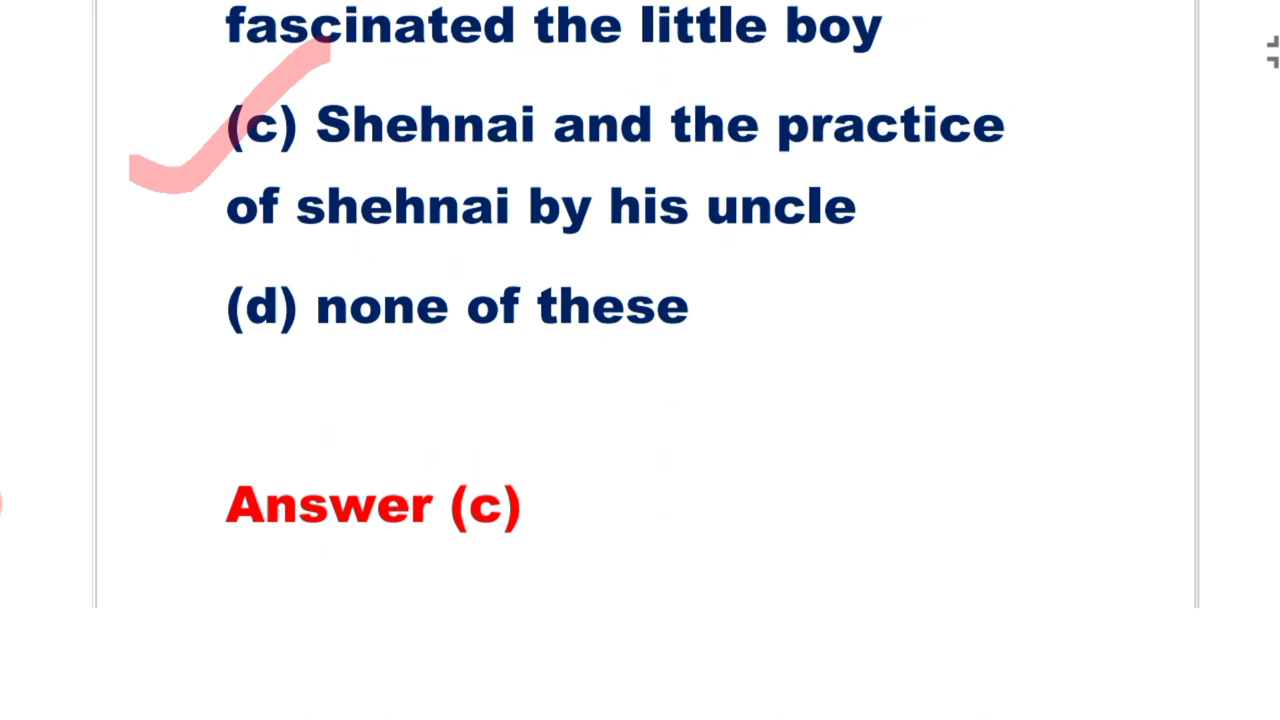 fascinated the little boy
(c) Shehnai and the practice
of shehnai by his uncle
(d) none of these
Answer (c)